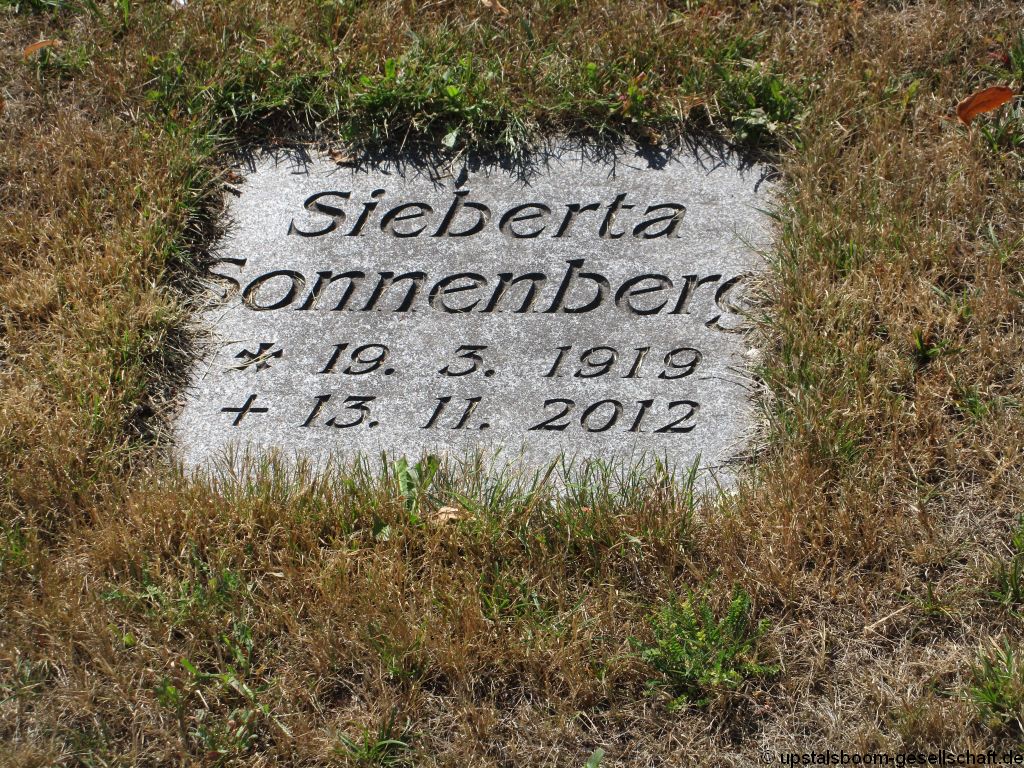 Sieberta
Sonnenberg
* 19. 3. 1919
+ 13. 11. 2012
© upstalsboom-gesellschaft.de